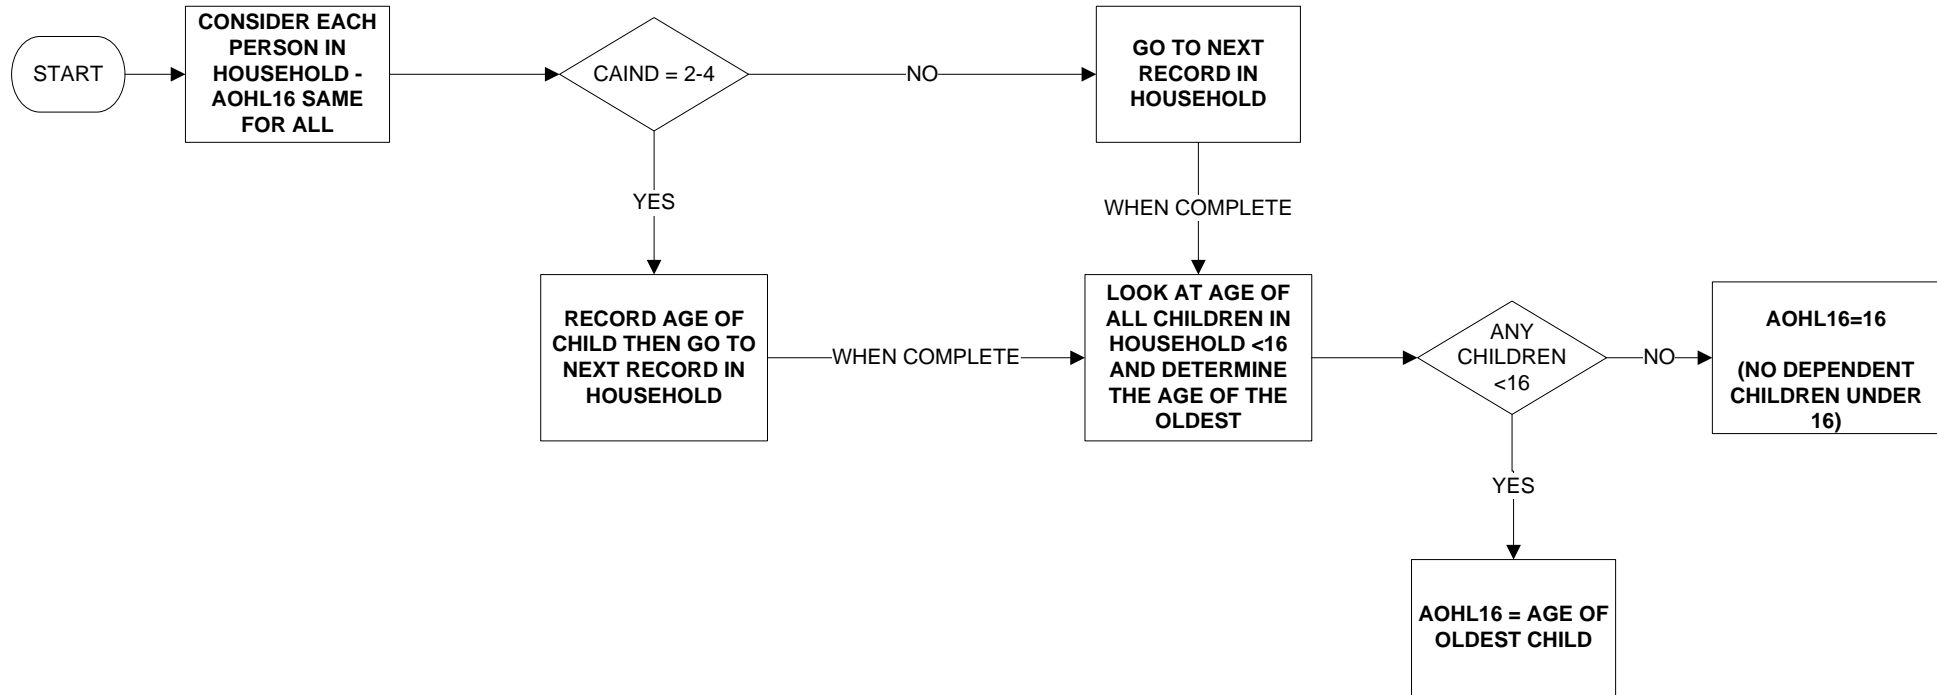 START
CONSIDER EACH
PERSON IN
HOUSEHOLD -
AOHL16 SAME
FOR ALL
CAIND = 2-4
NO
GO TO NEXT
RECORD IN
HOUSEHOLD
YES
WHEN COMPLETE
RECORD AGE OF
CHILD THEN GO TO
NEXT RECORD IN
HOUSEHOLD
WHEN COMPLETE
LOOK AT AGE OF
ALL CHILDREN IN
HOUSEHOLD <16
AND DETERMINE
THE AGE OF THE
OLDEST
ANY
CHILDREN
<16
NO
AOHL16=16
(NO DEPENDENT
CHILDREN UNDER
16)
YES
AOHL16 = AGE OF
OLDEST CHILD